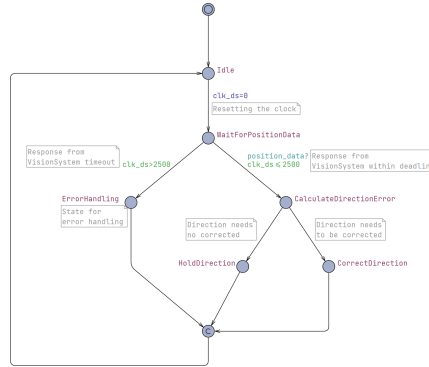 Idle
clk_ds=0
Resetting the clock
WaitForPositionData
Response from
VisionSystem timeout
clk_ds>2500
position_data?
clk_ds≤2500
Response from
VisionSystem within deadlin
ErrorHandling
State for
error handling
CalculateDirectionError
Direction needs
no corrected
Direction needs
to be corrected
HoldDirection
CorrectDirection
C